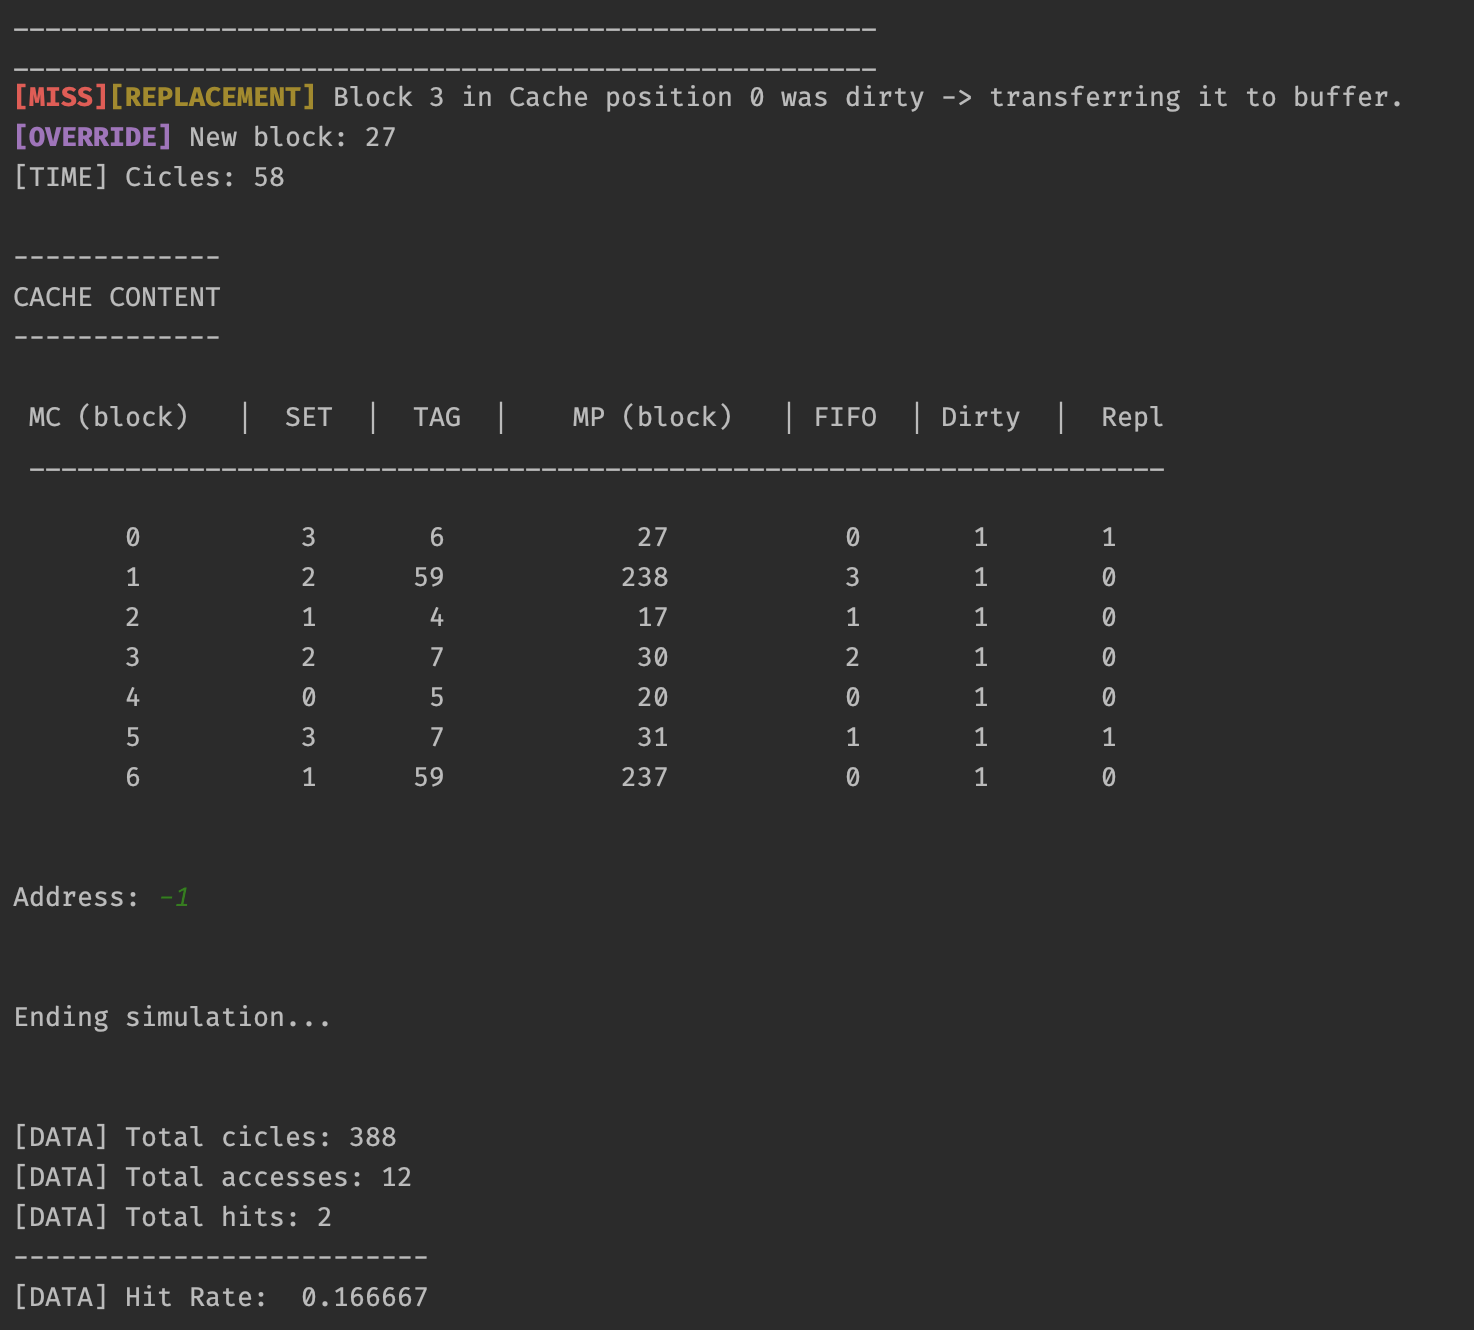 ------------------------------------------------------
------------------------------------------------------
[MISS][REPLACEMENT] Block 3 in Cache position 0 was dirty -> transferring it to buffer.
[OVERRIDE] New block: 27
[TIME] Cicles: 58
-------------
CACHE CONTENT
-------------
MC (block) | SET | TAG | MP (block) | FIFO | Dirty | Repl
-----------------------------------------------------------------------
0 3 6 27 0 1 1
1 2 59 238 3 1 0
2 1 4 17 1 1 0
3 2 7 30 2 1 0
4 0 5 20 0 1 0
5 3 7 31 1 1 1
6 1 59 237 0 1 0
Address: -1
Ending simulation...
[DATA] Total cicles: 388
[DATA] Total accesses: 12
[DATA] Total hits: 2
--------------------------
[DATA] Hit Rate: 0.166667